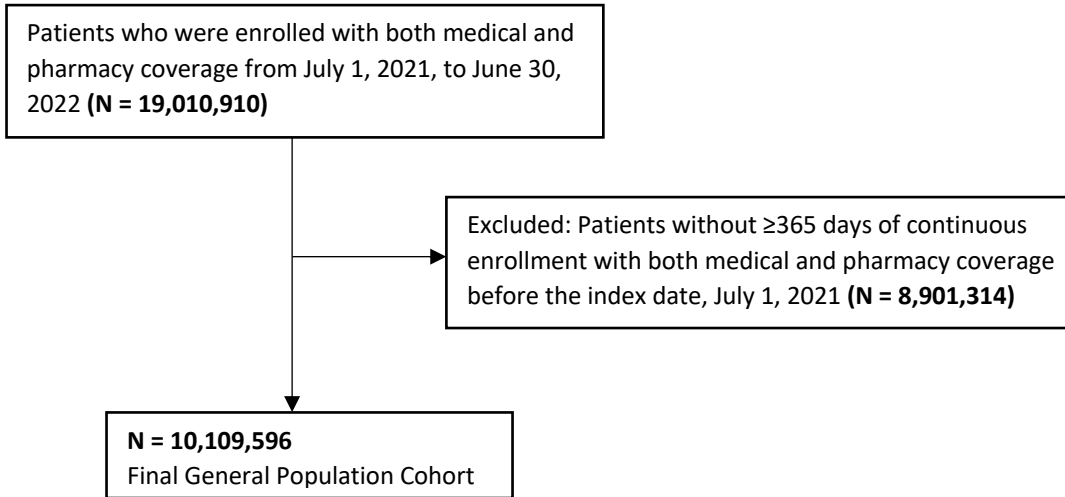 Patients who were enrolled with both medical and
pharmacy coverage from July 1, 2021, to June 30,
2022 (N = 19,010,910)
Excluded: Patients without ≥365 days of continuous
enrollment with both medical and pharmacy coverage
before the index date, July 1, 2021 (N = 8,901,314)
N = 10,109,596
Final General Population Cohort